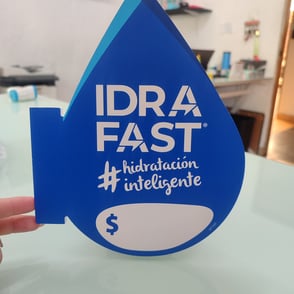 IDRA
FAST®
#hidratación
inteligente
$